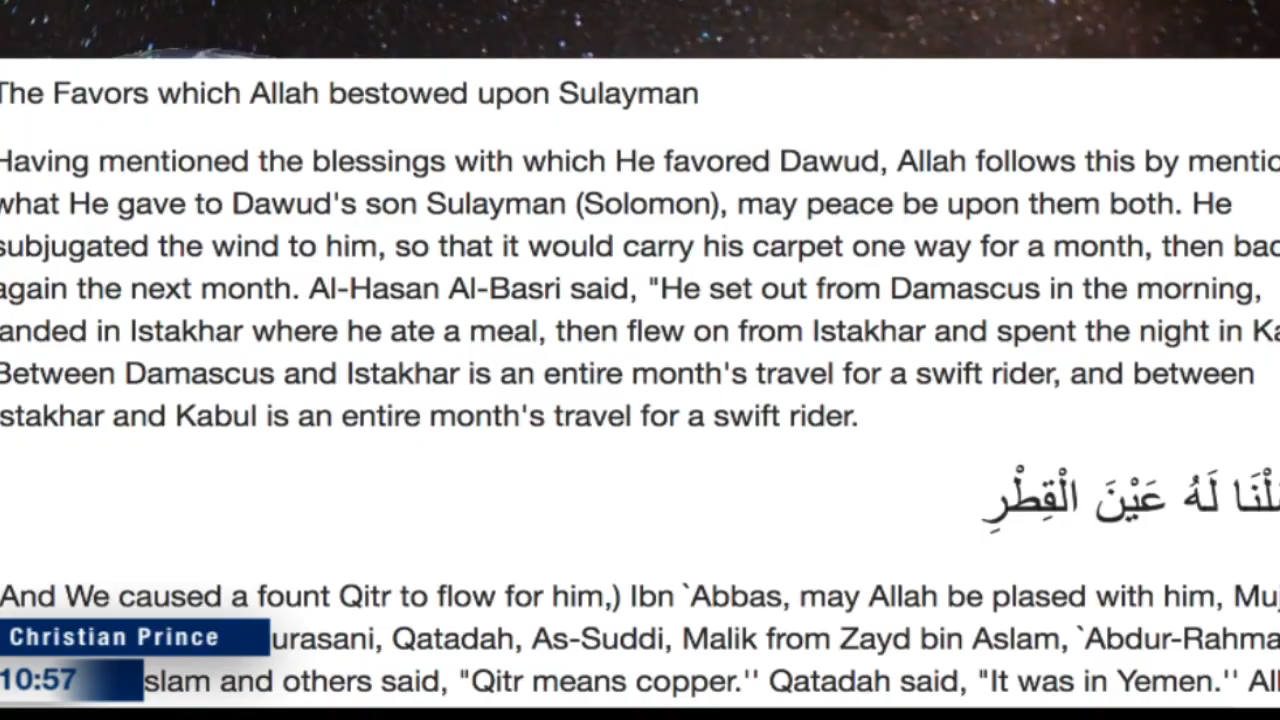 The Favors which Allah bestowed upon Sulayman
Having mentioned the blessings with which He favored Dawud, Allah follows this by mentio
what He gave to Dawud's son Sulayman (Solomon), may peace be upon them both. He
subjugated the wind to him, so that it would carry his carpet one way for a month, then bac
again the next month. Al-Hasan Al-Basri said, "He set out from Damascus in the morning,
landed in Istakhar where he ate a meal, then flew on from Istakhar and spent the night in Ka
Between Damascus and Istakhar is an entire month's travel for a swift rider, and between
Istakhar and Kabul is an entire month's travel for a swift rider.
لْنَا لَهُ عَيْنَ الْقِطْرِ
And We caused a fount Qitr to flow for him,) Ibn `Abbas, may Allah be plased with him, Muj
Christian Prince
urasani, Qatadah, As-Suddi, Malik from Zayd bin Aslam, `Abdur-Rahma
10:57
slam and others said, "Qitr means copper.'' Qatadah said, "It was in Yemen.'' All